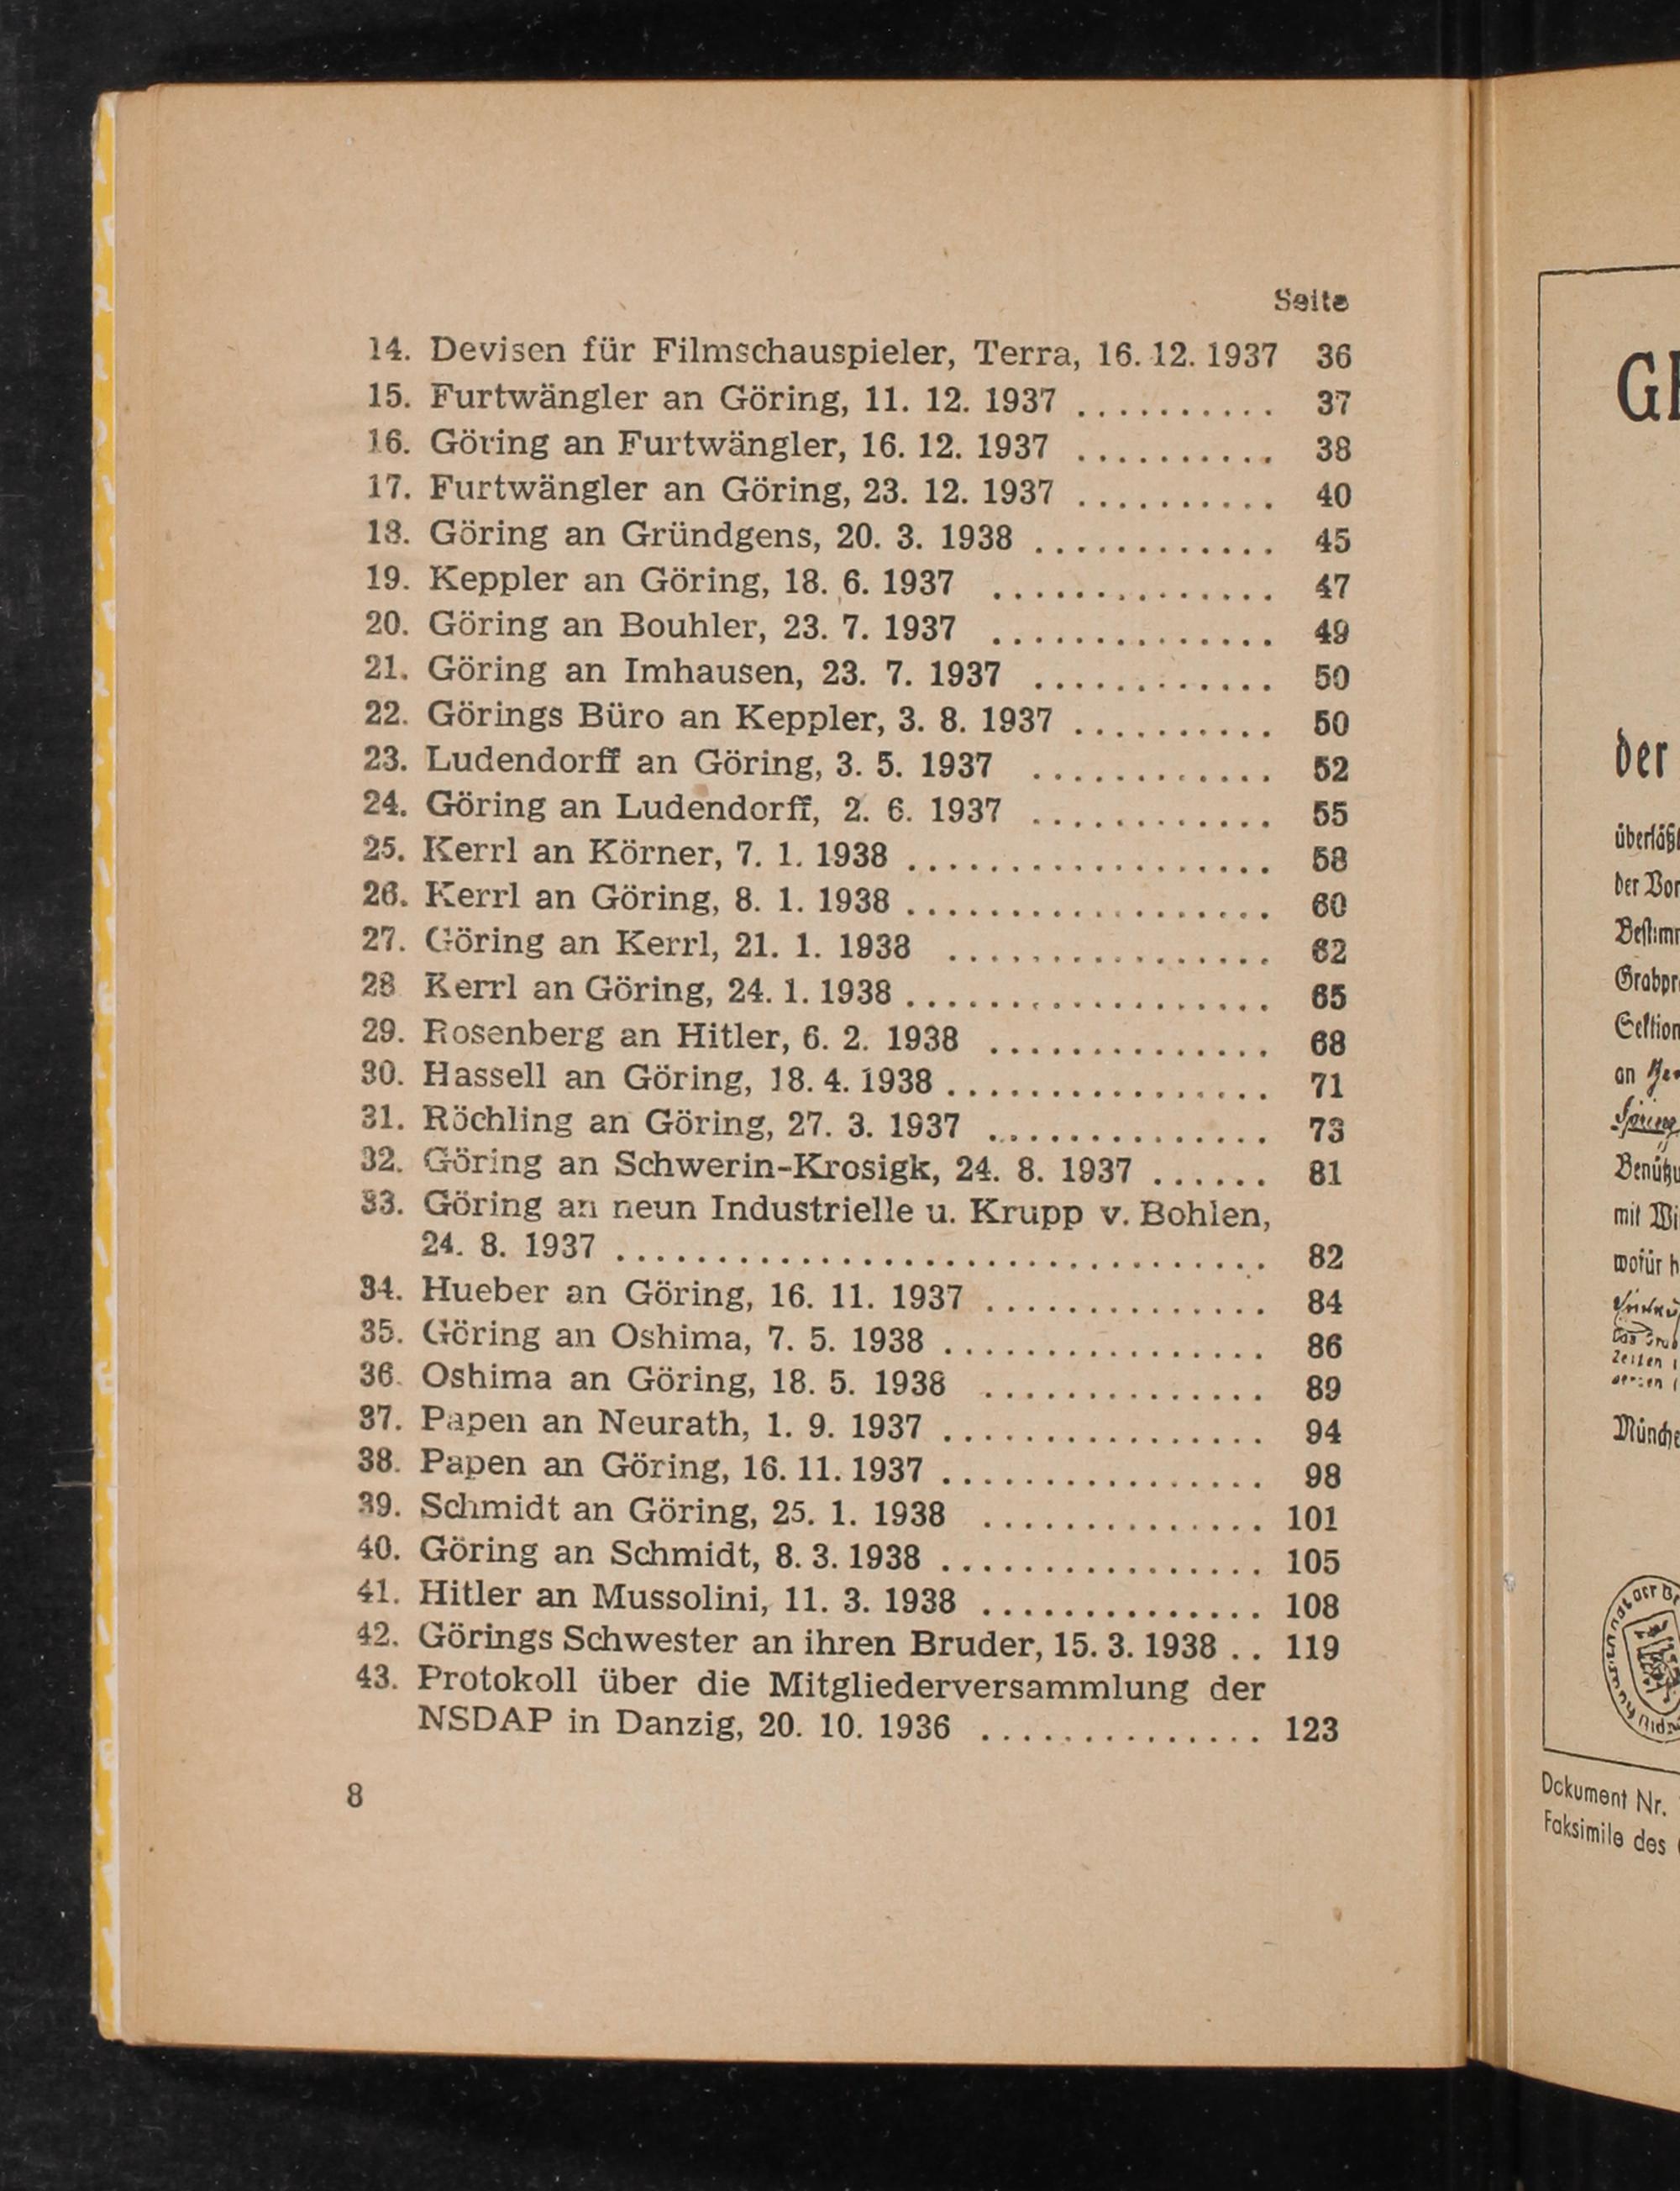 Seite
14. Devisen für Filmschauspieler, Terra, 16. 12. 1937 36
15. Furtwängler an Göring, 11. 12. 1937 .......... 37
16. Göring an Furtwängler, 16. 12. 1937 .......... 38
17. Furtwängler an Göring, 23. 12. 1937 .......... 40
18. Göring an Gründgens, 20. 3. 1938 ............ 45
19. Keppler an Göring, 18. 6. 1937 .............. 47
20. Göring an Bouhler, 23. 7. 1937 .............. 49
21. Göring an Imhausen, 23. 7. 1937 ............ 50
22. Görings Büro an Keppler, 3. 8. 1937 .......... 50
23. Ludendorff an Göring, 3. 5. 1937 ............ 52
24. Göring an Ludendorff, 2. 6. 1937 ............ 55
25. Kerrl an Körner, 7. 1. 1938 .................. 58
26. Kerrl an Göring, 8. 1. 1938 .................. 60
27. Göring an Kerrl, 21. 1. 1938 ................ 62
28 Kerrl an Göring, 24. 1. 1938 .................. 65
29. Rosenberg an Hitler, 6. 2. 1938 .............. 68
30. Hassell an Göring, 18. 4. 1938 ................ 71
31. Röchling an Göring, 27. 3. 1937 .............. 73
32. Göring an Schwerin-Krosigk, 24. 8. 1937 ...... 81
33. Göring an neun Industrielle u. Krupp v. Bohlen,
24. 8. 1937 ................................ 82
34. Hueber an Göring, 16. 11. 1937 .............. 84
35. Göring an Oshima, 7. 5. 1938 ................ 86
36. Oshima an Göring, 18. 5. 1938 .............. 89
37. Papen an Neurath, 1. 9. 1937 ................ 94
38. Papen an Göring, 16. 11. 1937 ................ 98
39. Schmidt an Göring, 25. 1. 1938 .............. 101
40. Göring an Schmidt, 8. 3. 1938 ................ 105
41. Hitler an Mussolini, 11. 3. 1938 .............. 108
42. Görings Schwester an ihren Bruder, 15. 3. 1938 .. 119
43. Protokoll über die Mitgliederversammlung der
NSDAP in Danzig, 20. 10. 1936 .............. 123
8
der
der
an
mit
wofür
Dokument Nr.
Faksimile des